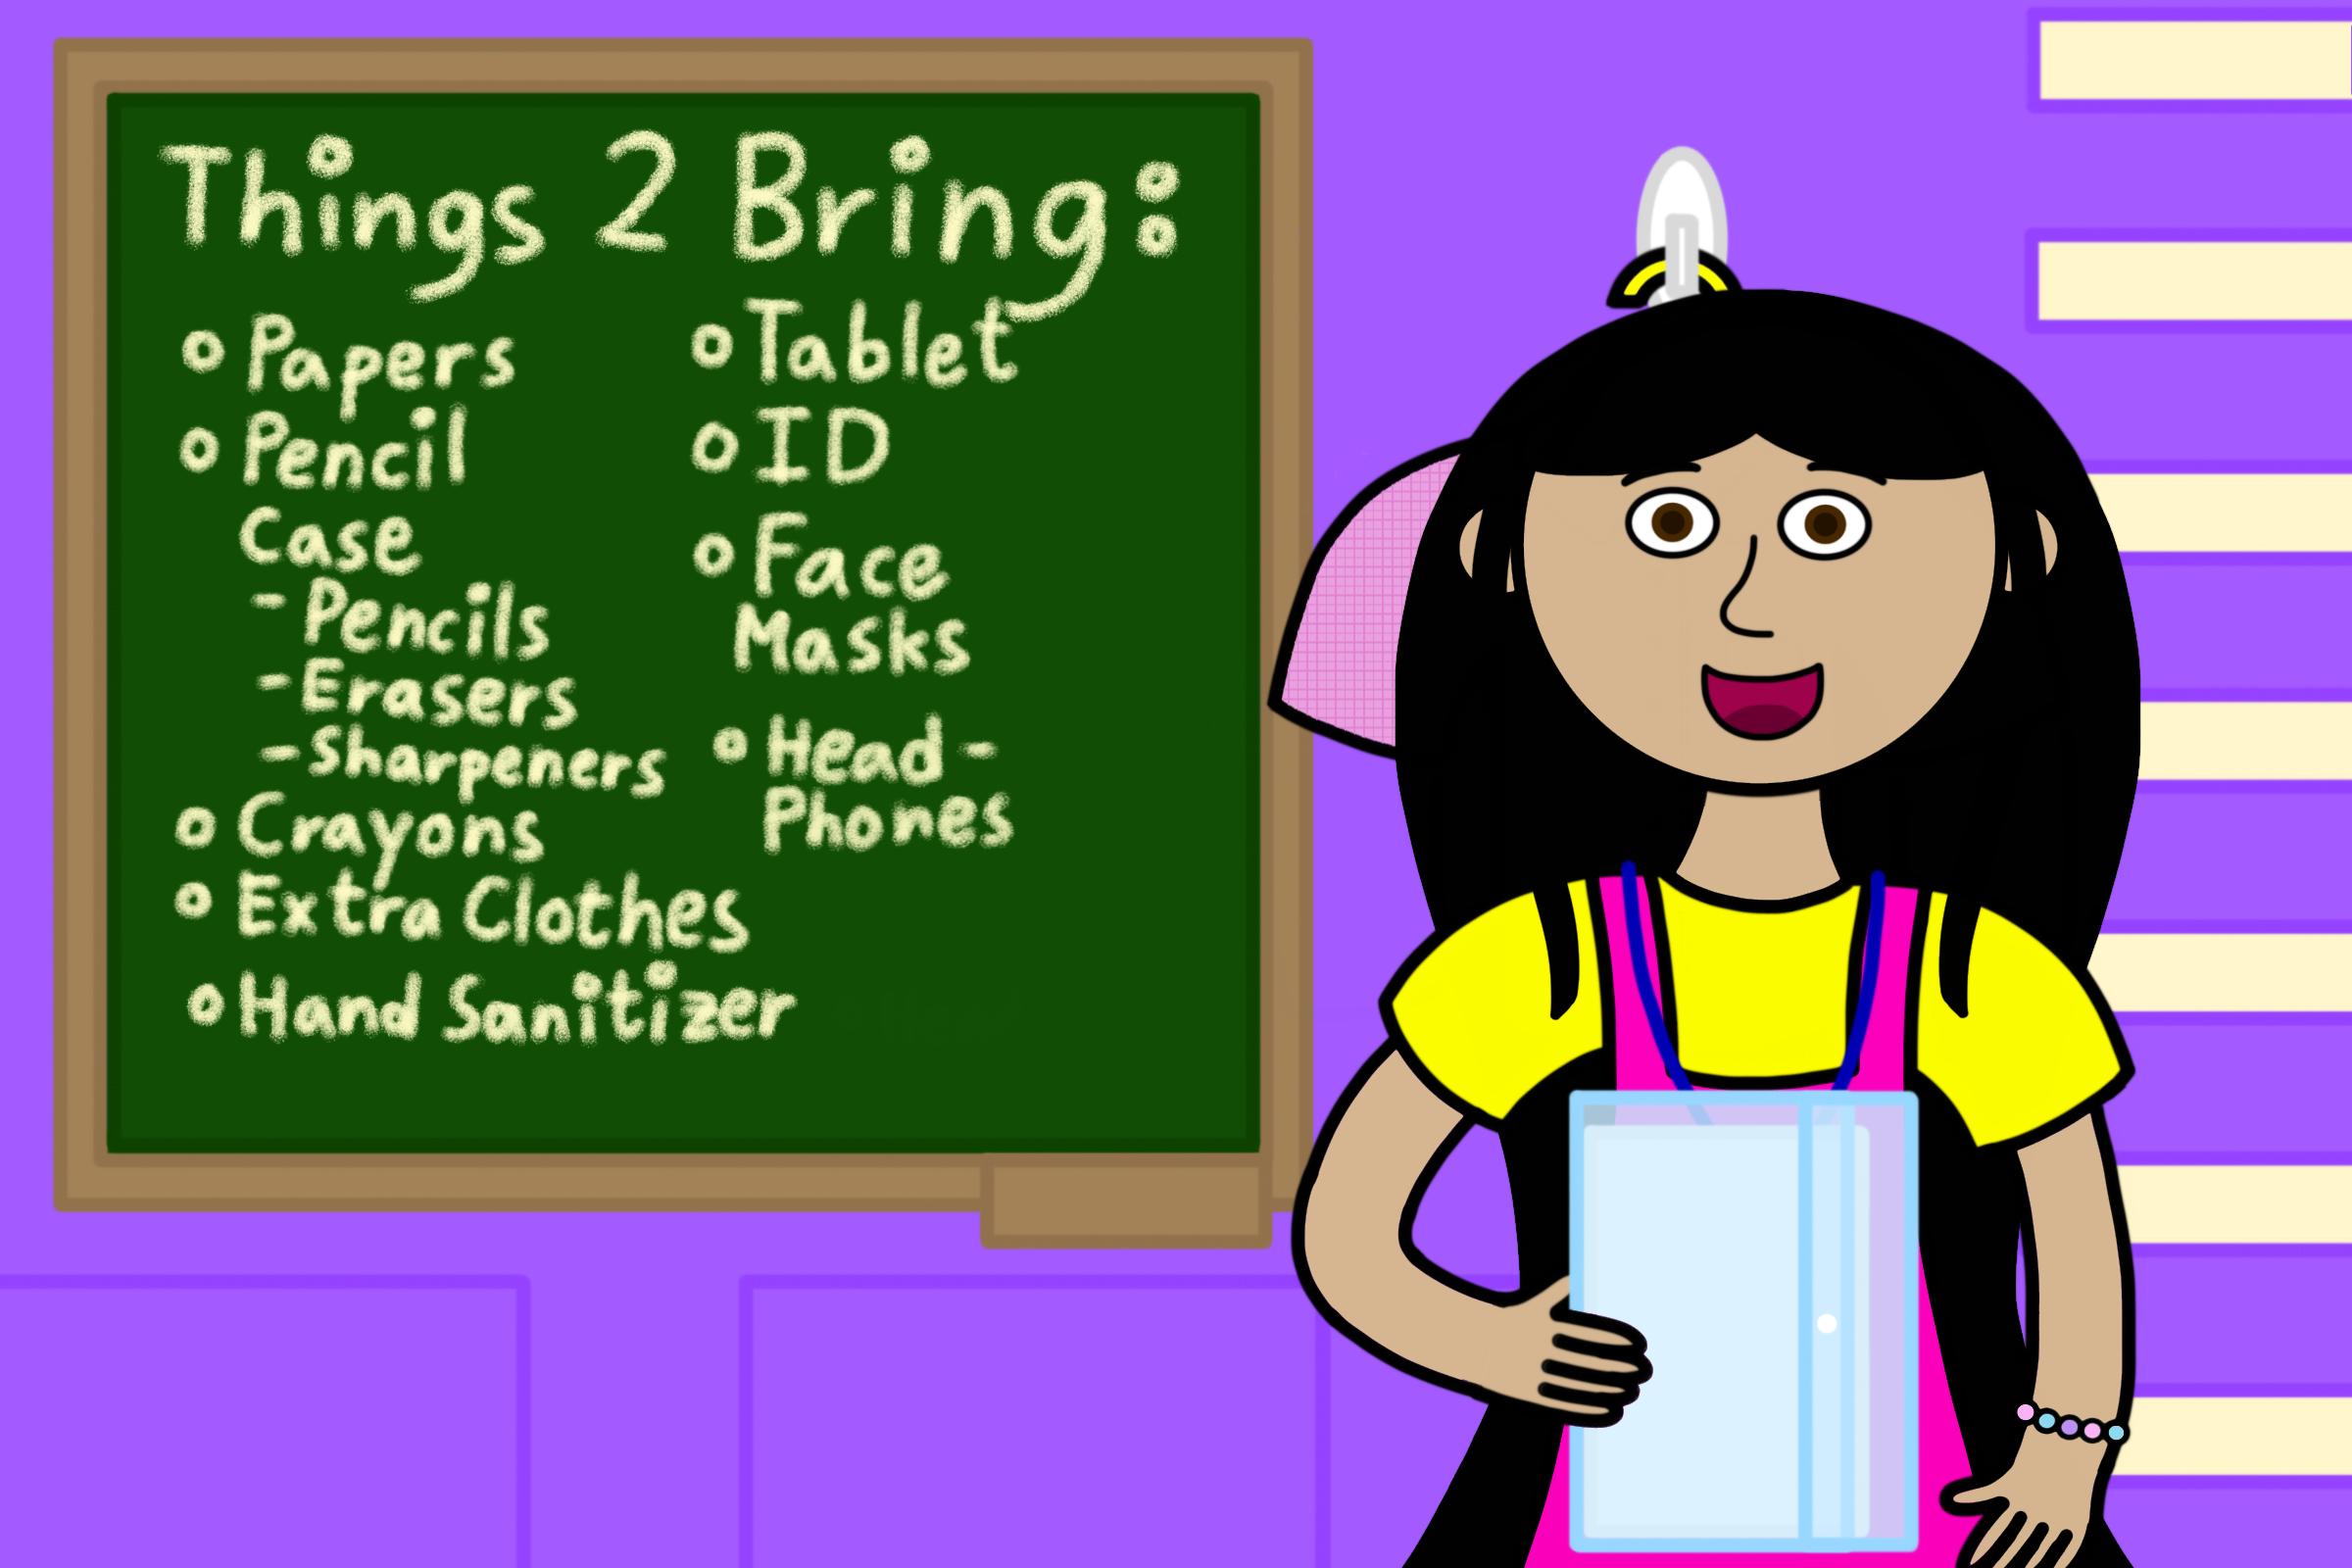 Things 2 Bring:
o Papers
o Pencil
Case
- Pencils
- Erasers
- Sharpeners
o Crayons
o Extra Clothes
o Hand Sanitizer
o Tablet
o ID
o Face
Masks
o Head-
Phones